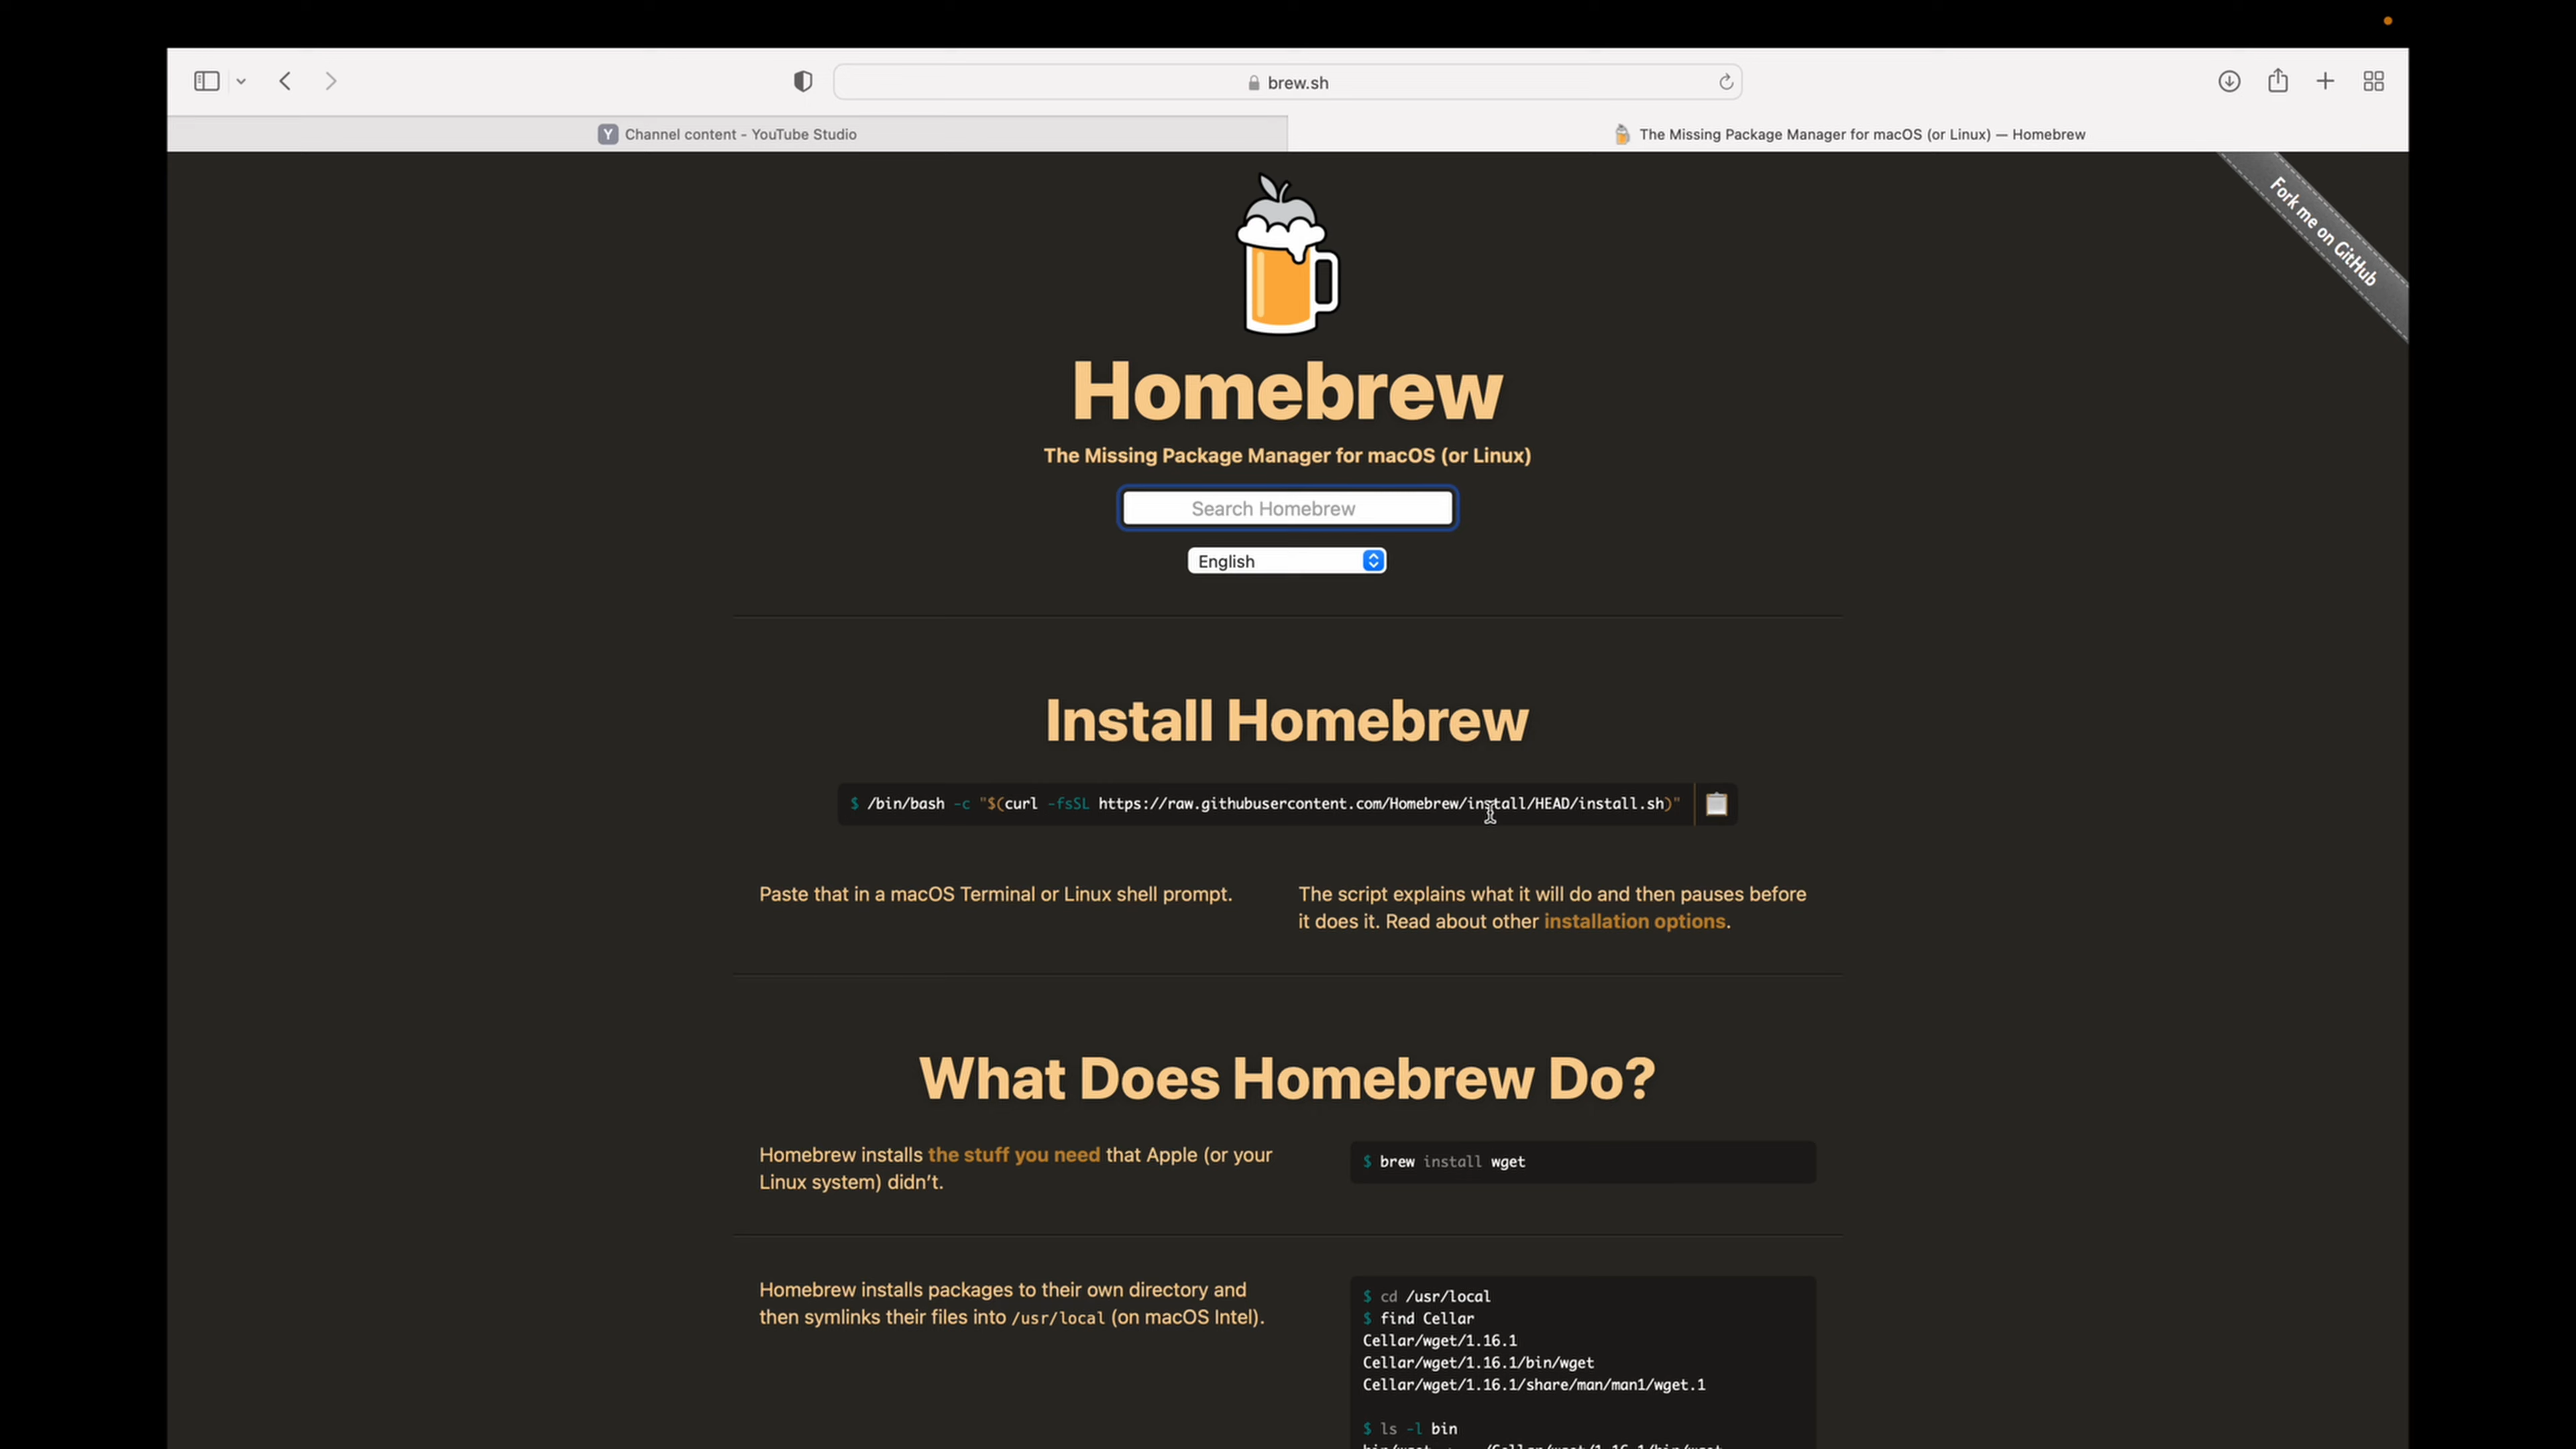 brew.sh
Y Channel content - YouTube Studio
The Missing Package Manager for macOS (or Linux) — Homebrew
Fork me on GitHub
Homebrew
The Missing Package Manager for macOS (or Linux)
Search Homebrew
English
Install Homebrew
$ /bin/bash -c "$(curl -fsSL https://raw.githubusercontent.com/Homebrew/install/HEAD/install.sh)"
Paste that in a macOS Terminal or Linux shell prompt.
The script explains what it will do and then pauses before
it does it. Read about other installation options.
What Does Homebrew Do?
Homebrew installs the stuff you need that Apple (or your
Linux system) didn’t.
$ brew install wget
Homebrew installs packages to their own directory and
then symlinks their files into /usr/local (on macOS Intel).
$ cd /usr/local
$ find Cellar
Cellar/wget/1.16.1
Cellar/wget/1.16.1/bin/wget
Cellar/wget/1.16.1/share/man/man1/wget.1
$ ls -l bin